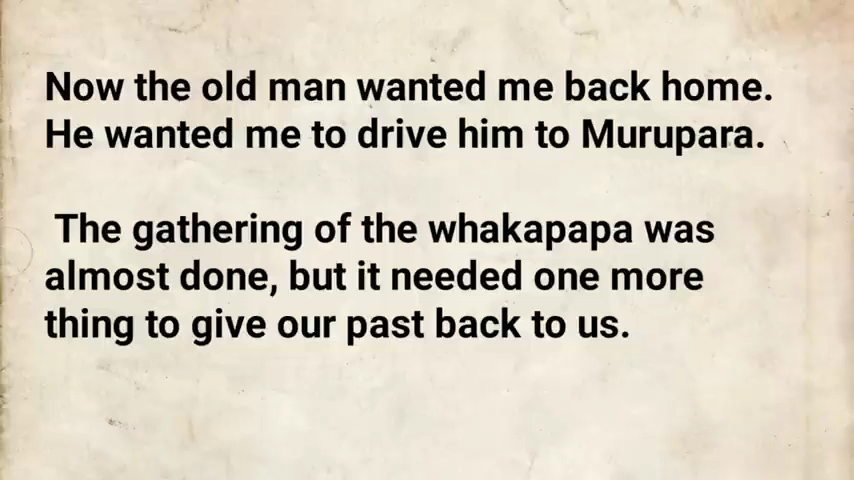 Now the old man wanted me back home.
He wanted me to drive him to Murupara.
The gathering of the whakapapa was
almost done, but it needed one more
thing to give our past back to us.